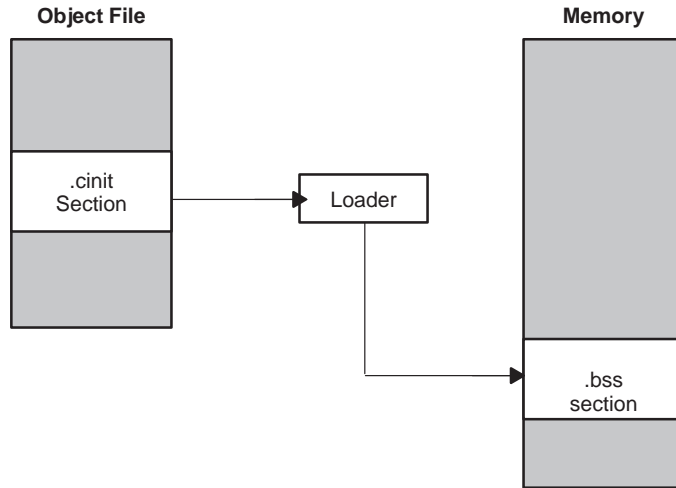 Object File
Memory
.cinit
Section
Loader
.bss
section